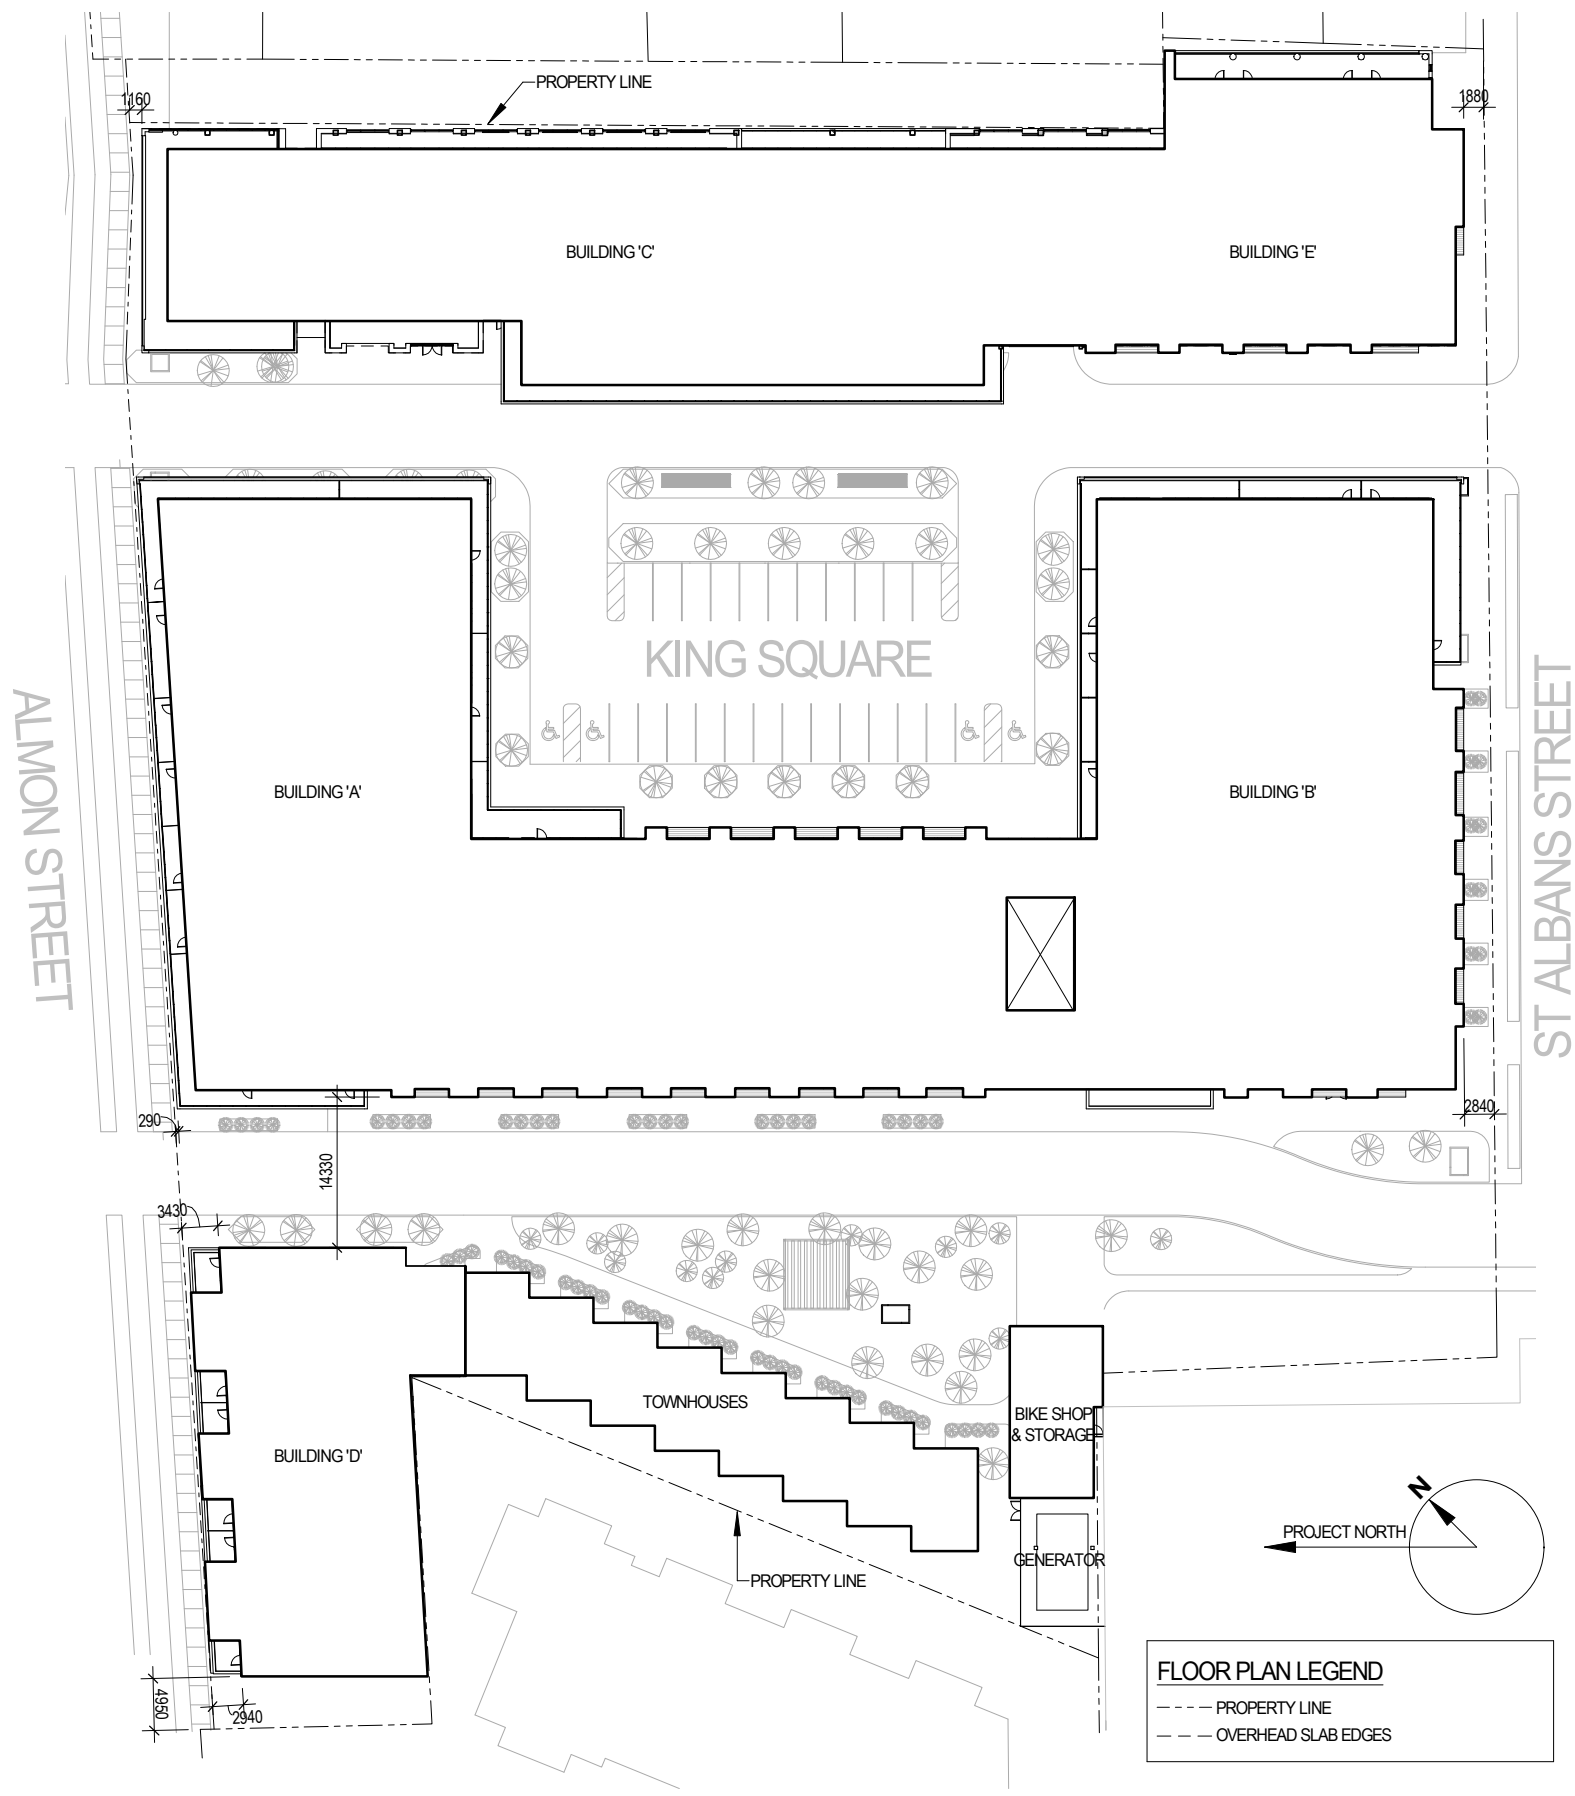 PROPERTY LINE
1160
1880
BUILDING 'C'
BUILDING 'E'
KING SQUARE
ALMON STREET
ST ALBANS STREET
BUILDING 'A'
BUILDING 'B'
290
2840
14330
3430
TOWNHOUSES
BIKE SHOP
& STORAGE
BUILDING 'D'
N
PROJECT NORTH
GENERATOR
PROPERTY LINE
4950
2940
FLOOR PLAN LEGEND
PROPERTY LINE
OVERHEAD SLAB EDGES